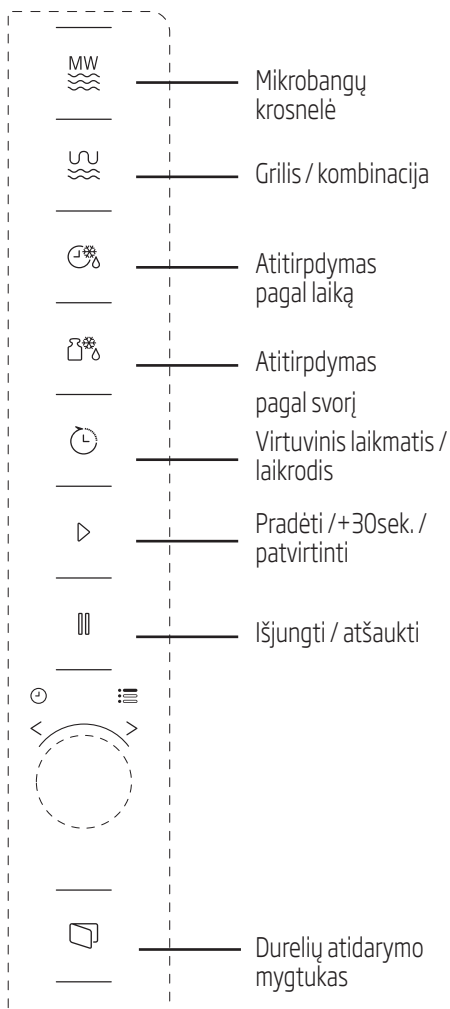 MW
Mikrobangų
krosnelė
Grilis / kombinacija
Atitirpdymas
pagal laiką
Atitirpdymas
pagal svorį
Virtuvinis laikmatis /
laikrodis
Pradėti /+30sek. /
patvirtinti
Išjungti / atšaukti
Durelių atidarymo
mygtukas